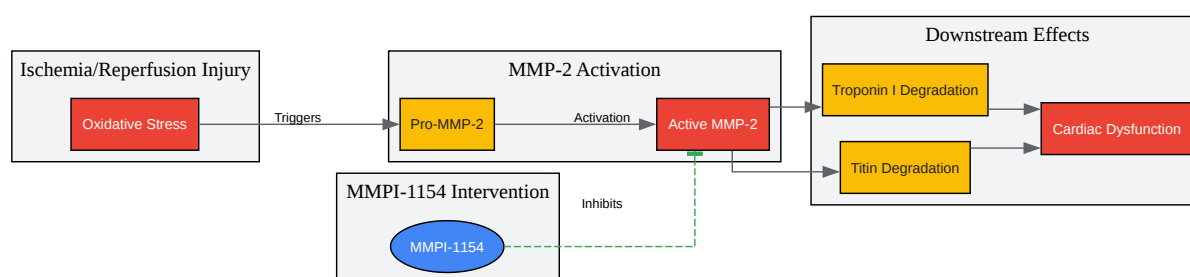 Ischemia/Reperfusion Injury
Oxidative Stress
Triggers
MMP-2 Activation
Pro-MMP-2
Activation
Active MMP-2
MMPI-1154 Intervention
MMPI-1154
Inhibits
Downstream Effects
Troponin I Degradation
Titin Degradation
Cardiac Dysfunction